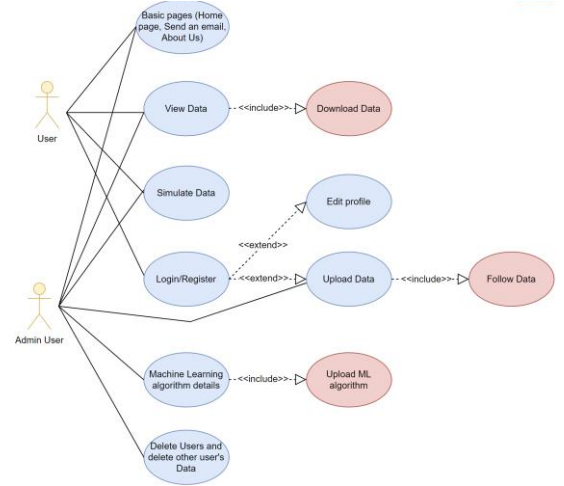 Basic pages (Home
page, Send an email,
About Us)
User
View Data
<<include>>
Download Data
Simulate Data
Edit profile
<<extend>>
Login/Register
<<extend>>
Upload Data
<<include>>
Follow Data
Admin User
Machine Learning
algorithm details
<<include>>
Upload ML
algorithm
Delete Users and
delete other user's
Data